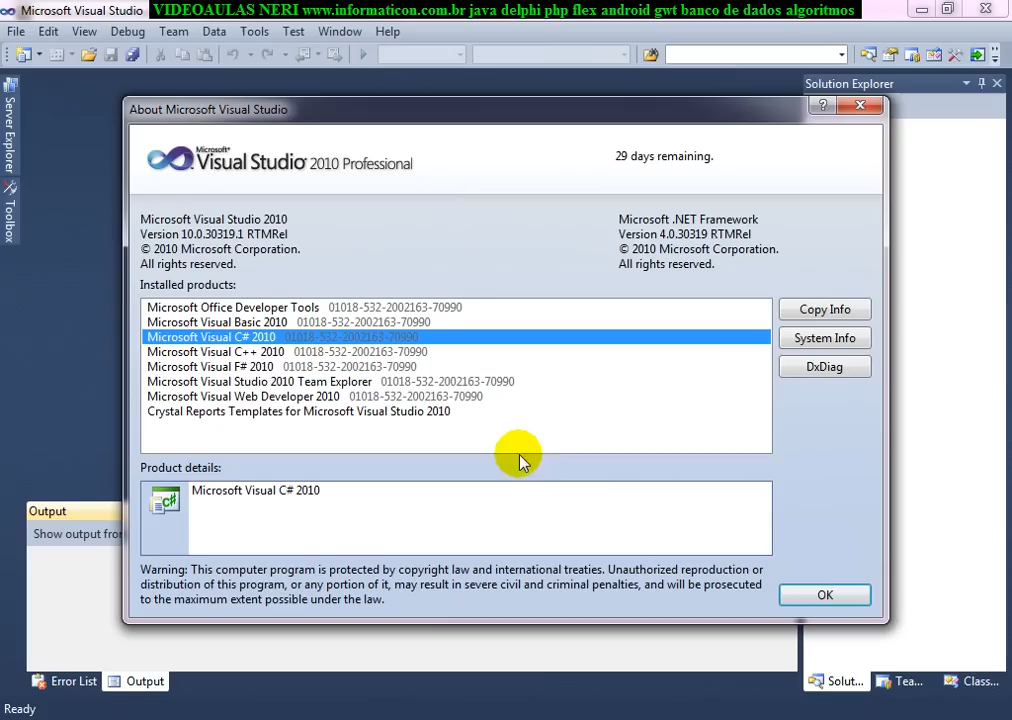 Microsoft Visual Studio
VIDEOAULAS NERI www.informaticon.com.br java delphi php flex android gwt banco de dados algoritmos
File Edit View Debug Team Data Tools Test Window Help
Server Explorer
Toolbox
Solution Explorer
About Microsoft Visual Studio
Microsoft
Visual Studio 2010 Professional
29 days remaining.
Microsoft Visual Studio 2010
Version 10.0.30319.1 RTMRel
© 2010 Microsoft Corporation.
All rights reserved.
Microsoft .NET Framework
Version 4.0.30319 RTMRel
© 2010 Microsoft Corporation.
All rights reserved.
Installed products:
Microsoft Office Developer Tools 01018-532-2002163-70990
Microsoft Visual Basic 2010 01018-532-2002163-70990
Microsoft Visual C# 2010 01018-532-2002163-70990
Microsoft Visual C++ 2010 01018-532-2002163-70990
Microsoft Visual F# 2010 01018-532-2002163-70990
Microsoft Visual Studio 2010 Team Explorer 01018-532-2002163-70990
Microsoft Visual Web Developer 2010 01018-532-2002163-70990
Crystal Reports Templates for Microsoft Visual Studio 2010
Copy Info
System Info
DxDiag
Product details:
C#
Microsoft Visual C# 2010
Warning: This computer program is protected by copyright law and international treaties. Unauthorized reproduction or
distribution of this program, or any portion of it, may result in severe civil and criminal penalties, and will be prosecuted
to the maximum extent possible under the law.
OK
Output
Show output from
Error List
Output
Solut...
Tea...
Class...
Ready